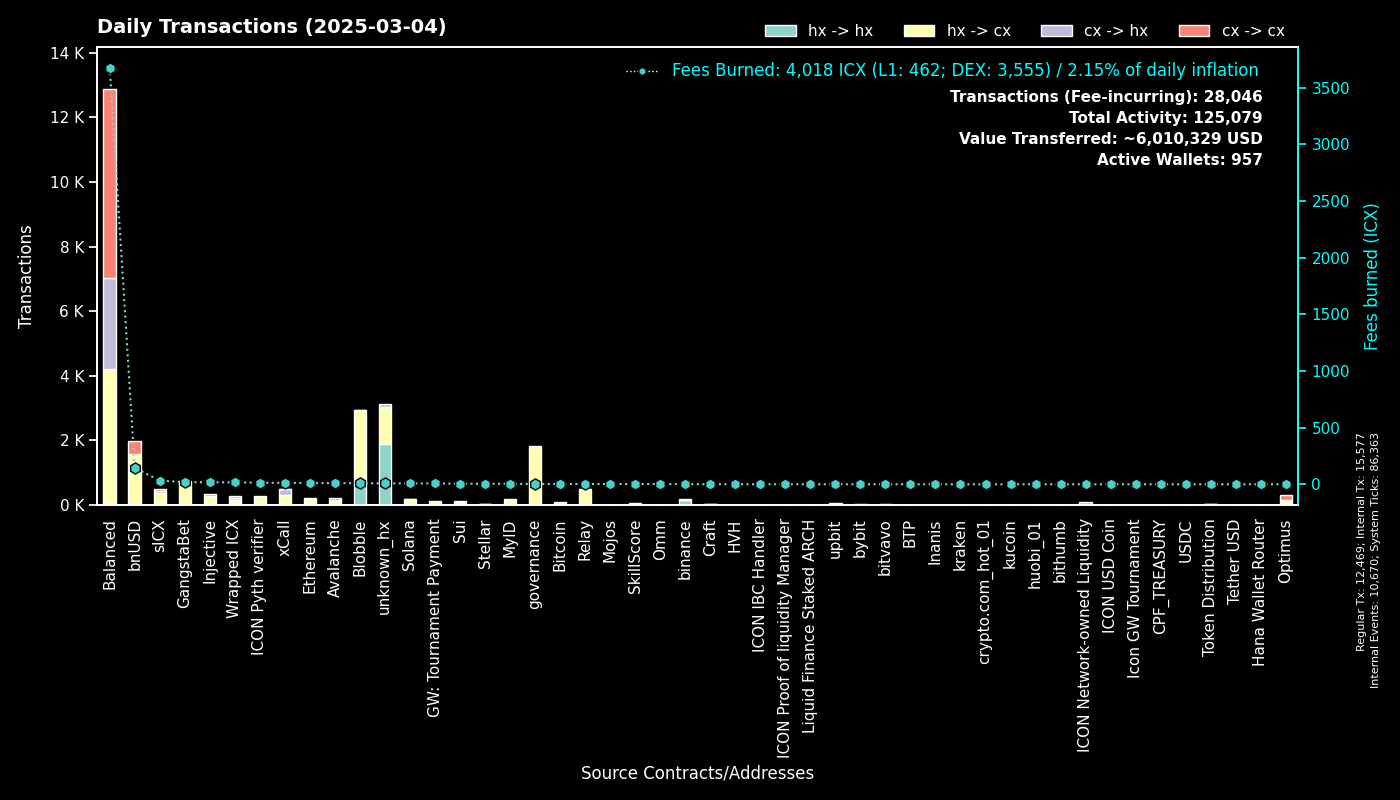 Daily Transactions (2025-03-04)
hx -> hx
hx -> cx
cx -> hx
cx -> cx
Fees Burned: 4,018 ICX (L1: 462; DEX: 3,555) / 2.15% of daily inflation
Transactions (Fee-incurring): 28,046
Total Activity: 125,079
Value Transferred: ~6,010,329 USD
Active Wallets: 957
Transactions
14 K
12 K
10 K
8 K
6 K
4 K
2 K
0 K
3500
3000
2500
2000
1500
1000
500
0
Fees burned (ICX)
Regular Tx: 12,469; Internal Tx: 15,577
Internal Events: 10,670; System Tricks: 86,363
Balanced
bnUSD
sICX
GangstaBet
Injective
Wrapped ICX
ICON Pyth verifier
xCall
Ethereum
Avalanche
Blobble
unknown_hx
Solana
GW: Tournament Payment
Sui
Stellar
MyID
governance
Bitcoin
Relay
Mojos
SkillScore
Omm
binance
Craft
HVH
ICON IBC Handler
ICON Proof of liquidity Manager
Liquid Finance Staked ARCH
upbit
bybit
bitvavo
BTP
Inanis
kraken
crypto.com_hot_01
kucoin
huobi_01
bithumb
ICON Network-owned Liquidity
ICON USD Coin
Icon GW Tournament
CPF_TREASURY
USDC
Token Distribution
Tether USD
Hana Wallet Router
Optimus
Source Contracts/Addresses